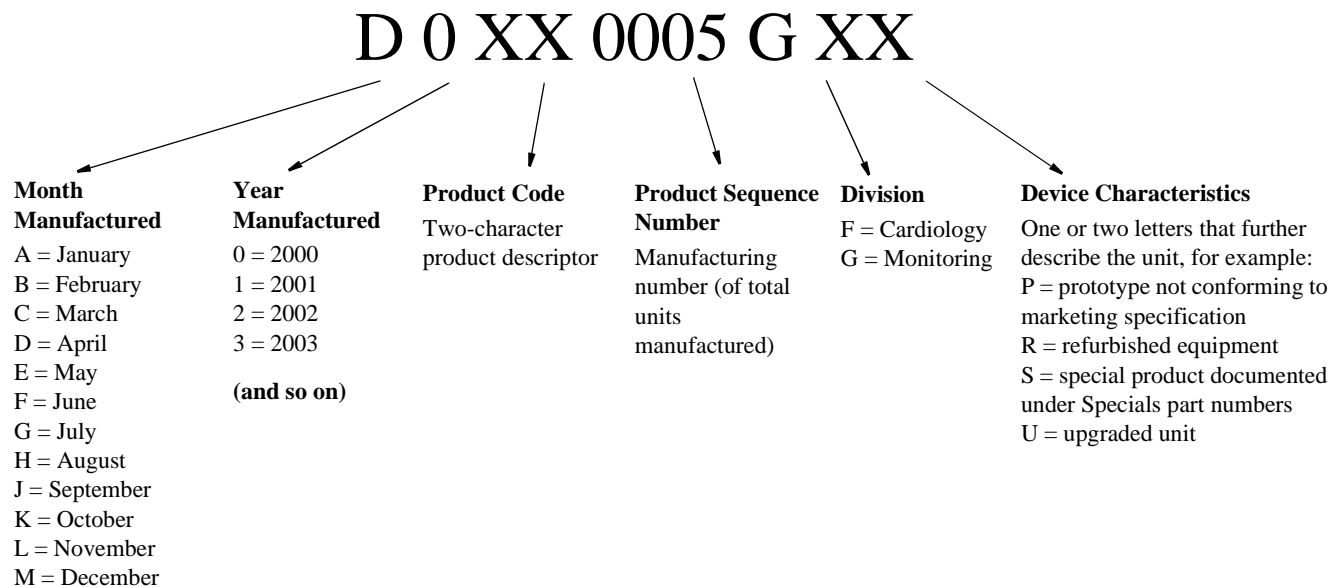 D 0 XX 0005 G XX
Month
Manufactured
A = January
B = February
C = March
D = April
E = May
F = June
G = July
H = August
J = September
K = October
L = November
M = December
Year
Manufactured
0 = 2000
1 = 2001
2 = 2002
3 = 2003
(and so on)
Product Code
Two-character
product descriptor
Product Sequence
Number
Manufacturing
number (of total
units
manufactured)
Division
F = Cardiology
G = Monitoring
Device Characteristics
One or two letters that further
describe the unit, for example:
P = prototype not conforming to
marketing specification
R = refurbished equipment
S = special product documented
under Specials part numbers
U = upgraded unit